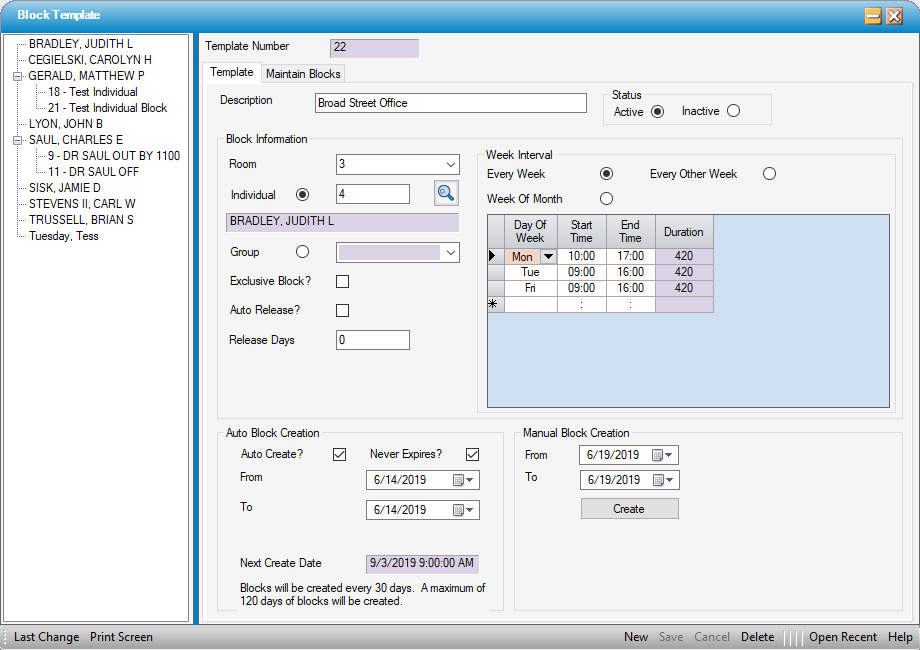 Block Template
BRADLEY, JUDITH L
CEGIELSKI, CAROLYN H
GERALD, MATTHEW P
18 - Test Individual
21 - Test Individual Block
LYON, JOHN B
SAUL, CHARLES E
9 - DR SAUL OUT BY 1100
11 - DR SAUL OFF
SISK, JAMIE D
STEVENS II, CARL W
TRUSSELL, BRIAN S
Tuesday, Tess
Template Number 22
Template Maintain Blocks
Description Broad Street Office
Status
Active Inactive
Block Information
Room 3
Individual 4
BRADLEY, JUDITH L
Group
Exclusive Block?
Auto Release?
Release Days 0
Week Interval
Every Week Every Other Week
Week Of Month
Day Of Week Start Time End Time Duration
Mon 10:00 17:00 420
Tue 09:00 16:00 420
Fri 09:00 16:00 420
* : :
Auto Block Creation
Auto Create? Never Expires?
From 6/14/2019
To 6/14/2019
Next Create Date 9/3/2019 9:00:00 AM
Blocks will be created every 30 days. A maximum of
120 days of blocks will be created.
Manual Block Creation
From 6/19/2019
To 6/19/2019
Create
Last Change Print Screen New Save Cancel Delete Open Recent Help